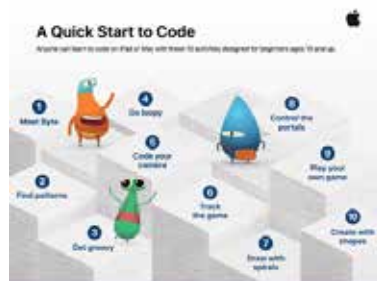 A Quick Start to Code
Anyone can learn to code on iPad or Mac with these 10 activities designed for beginners ages 10 and up.
1
Meet Byte
2
Find patterns
3
Get groovy
4
Go loopy
5
Code your
camera
6
Track
the game
7
Draw with
spirals
8
Control the
portals
9
Play your
own game
10
Create with
shapes